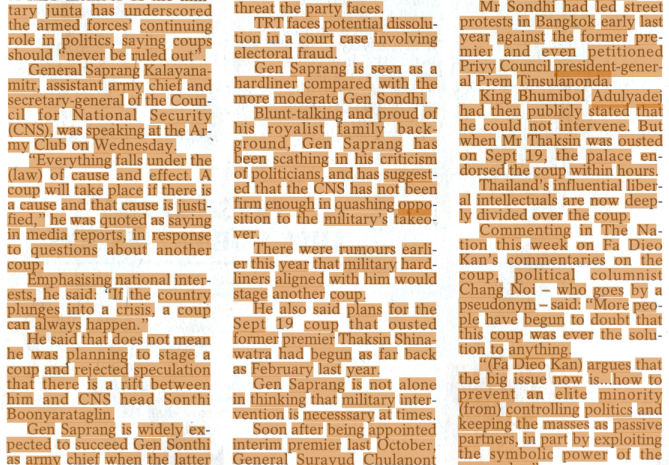 junta has underscored
the armed forces' continuing
role in politics, saying coups
should "never be ruled out".
General Saprang Kalayana-
mitr, assistant army chief and
secretary-general of the Coun-
cil for National Security
(CNS), was speaking at the Ar-
my Club on Wednesday.
"Everything falls under the
(law) of cause and effect. A
coup will take place if there is
a cause and that cause is justi-
fied," he was quoted as saying
in media reports, in response
to questions about another
coup.
Emphasising national inter-
ests, he said: "If the country
plunges into a crisis, a coup
can always happen."
He said that does not mean
he was planning to stage a
coup and rejected speculation
that there is a rift between
him and CNS head Sonthi
Boonyarataglin.
Gen Saprang is widely ex-
pected to succeed Gen Sonthi
as army chief when the latter
threat the party faces.
TRT faces potential dissolu-
tion in a court case involving
electoral fraud.
Gen Saprang is seen as a
hardliner compared with the
more moderate Gen Sondhi.
Blunt-talking and proud of
his royalist family back-
ground, Gen Saprang has
been scathing in his criticism
of politicians, and has suggest-
ed that the CNS has not been
firm enough in quashing oppo-
sition to the military's takeo-
ver.
There were rumours earli-
er this year that military hard-
liners aligned with him would
stage another coup.
He also said plans for the
Sept 19 coup that ousted
former premier Thaksin Shina-
watra had begun as far back
as February last year.
Gen Saprang is not alone
in thinking that military inter-
vention is necesssary at times.
Soon after being appointed
interim premier last October,
General Surayud Chulanont
Mr Sondhi had led street
protests in Bangkok early last
year against the former pre-
mier and even petitioned
Privy Council president-gener-
al Prem Tinsulanonda.
King Bhumibol Adulyadej
had then publicly stated that
he could not intervene. But
when Mr Thaksin was ousted
on Sept 19, the palace en-
dorsed the coup within hours.
Thailand's influential liber-
al intellectuals are now deep-
ly divided over the coup.
Commenting in The Na-
tion this week on Fa Dieo
Kan's commentaries on the
coup, political columnist
Chang Noi – who goes by a
pseudonym – said: "More peo-
ple have begun to doubt that
this coup was ever the solu-
tion to anything.
"(Fa Dieo Kan) argues that
the big issue now is...how to
prevent an elite minority
(from) controlling politics and
keeping the masses as passive
partners, in part by exploiting
the symbolic power of the